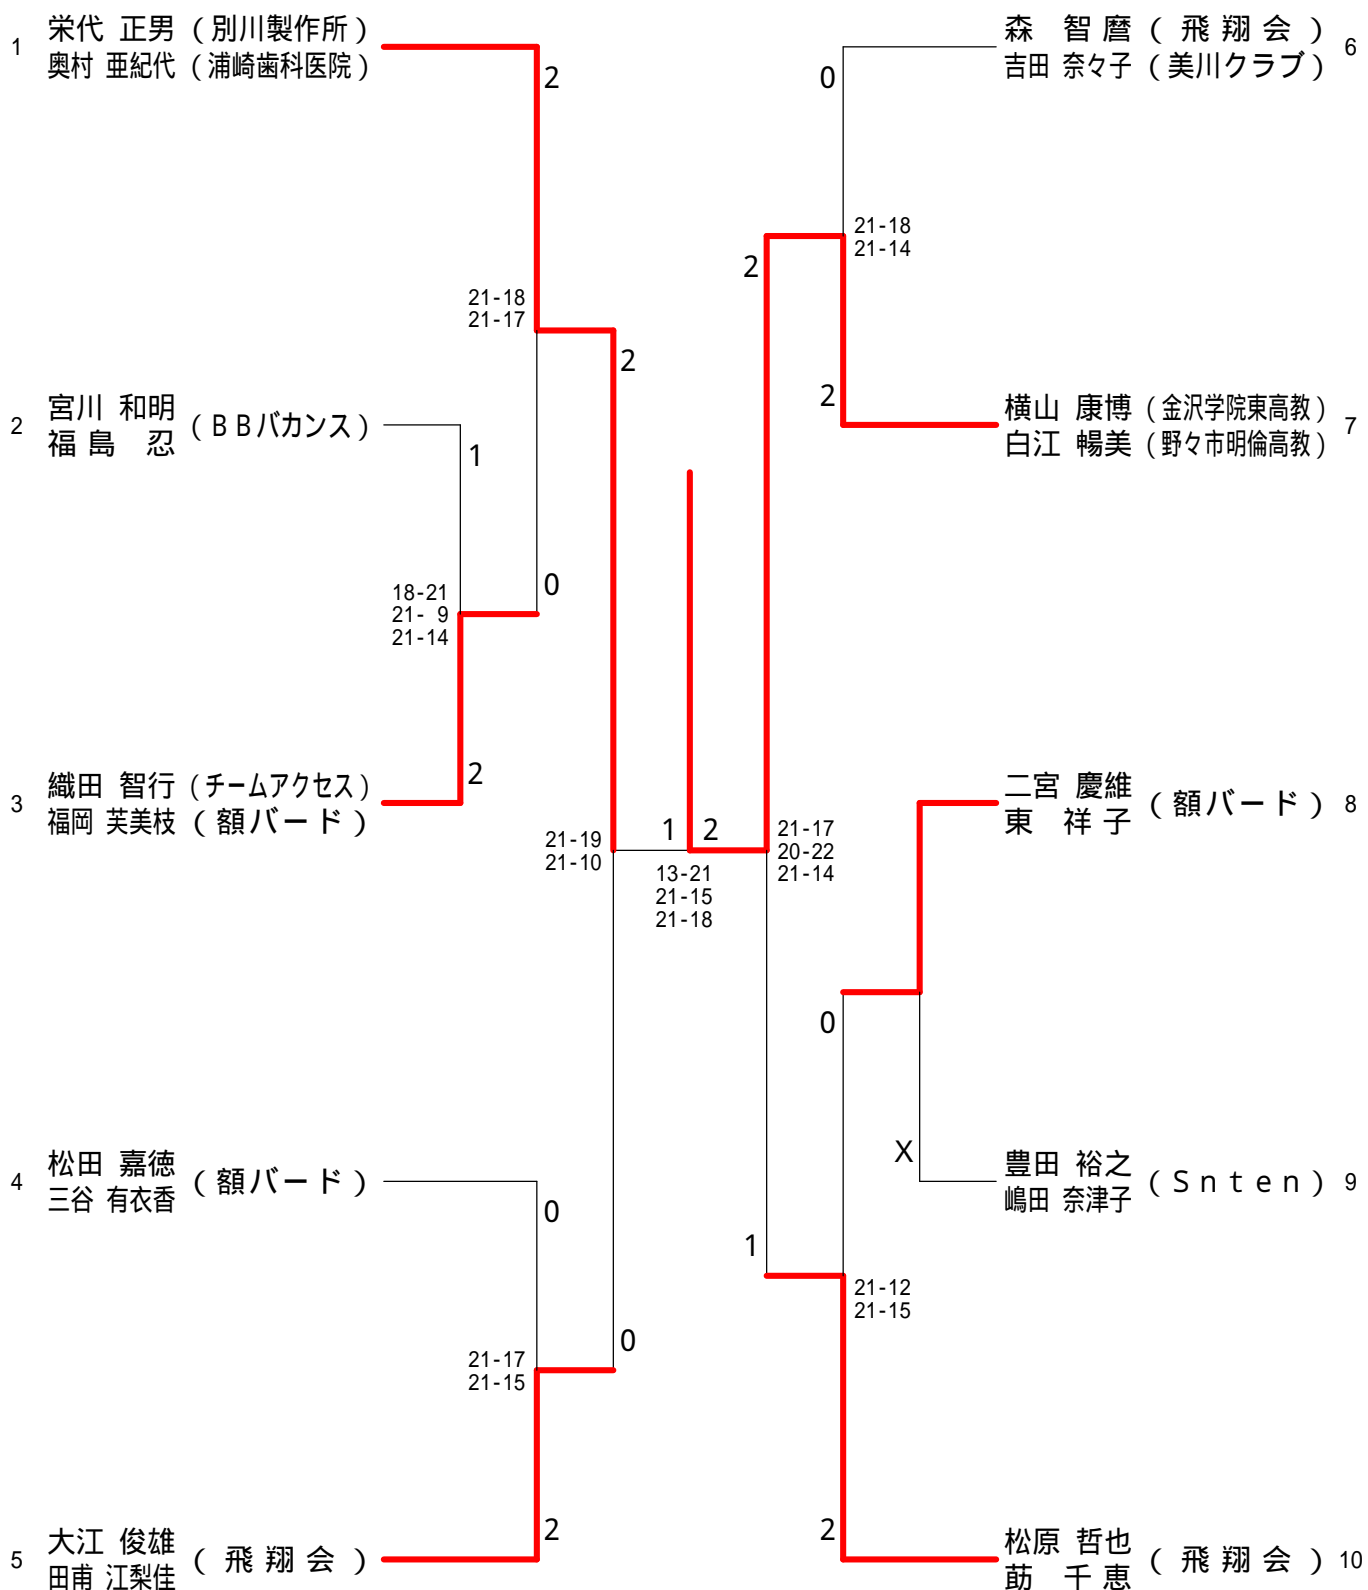 1 栄代 正男 (別川製作所)
奥村 亜紀代 (浦崎歯科医院)
2
21-18
21-17
2
2 宮川 和明 (BBバカンス)
福島 忍
1
0
18-21
21- 9
21-14
2
3 織田 智行 (チームアクセス)
福岡 芙美枝 (額バード)
21-19
21-10
1 2
13-21
21-15
21-18
4 松田 嘉徳 (額バード)
三谷 有衣香
0
0
21-17
21-15
2
5 大江 俊雄 (飛翔会)
田甫 江梨佳
森 智麿 (飛翔会) 6
吉田 奈々子 (美川クラブ)
0
21-18
21-14
2
2
横山 康博 (金沢学院東高教) 7
白江 暢美 (野々市明倫高教)
21-17
20-22
21-14
二宮 慶維 (額バード) 8
東 祥子
0
X
豊田 裕之 (Snten) 9
嶋田 奈津子
1
21-12
21-15
2
松原 哲也 (飛翔会) 10
莇 千恵